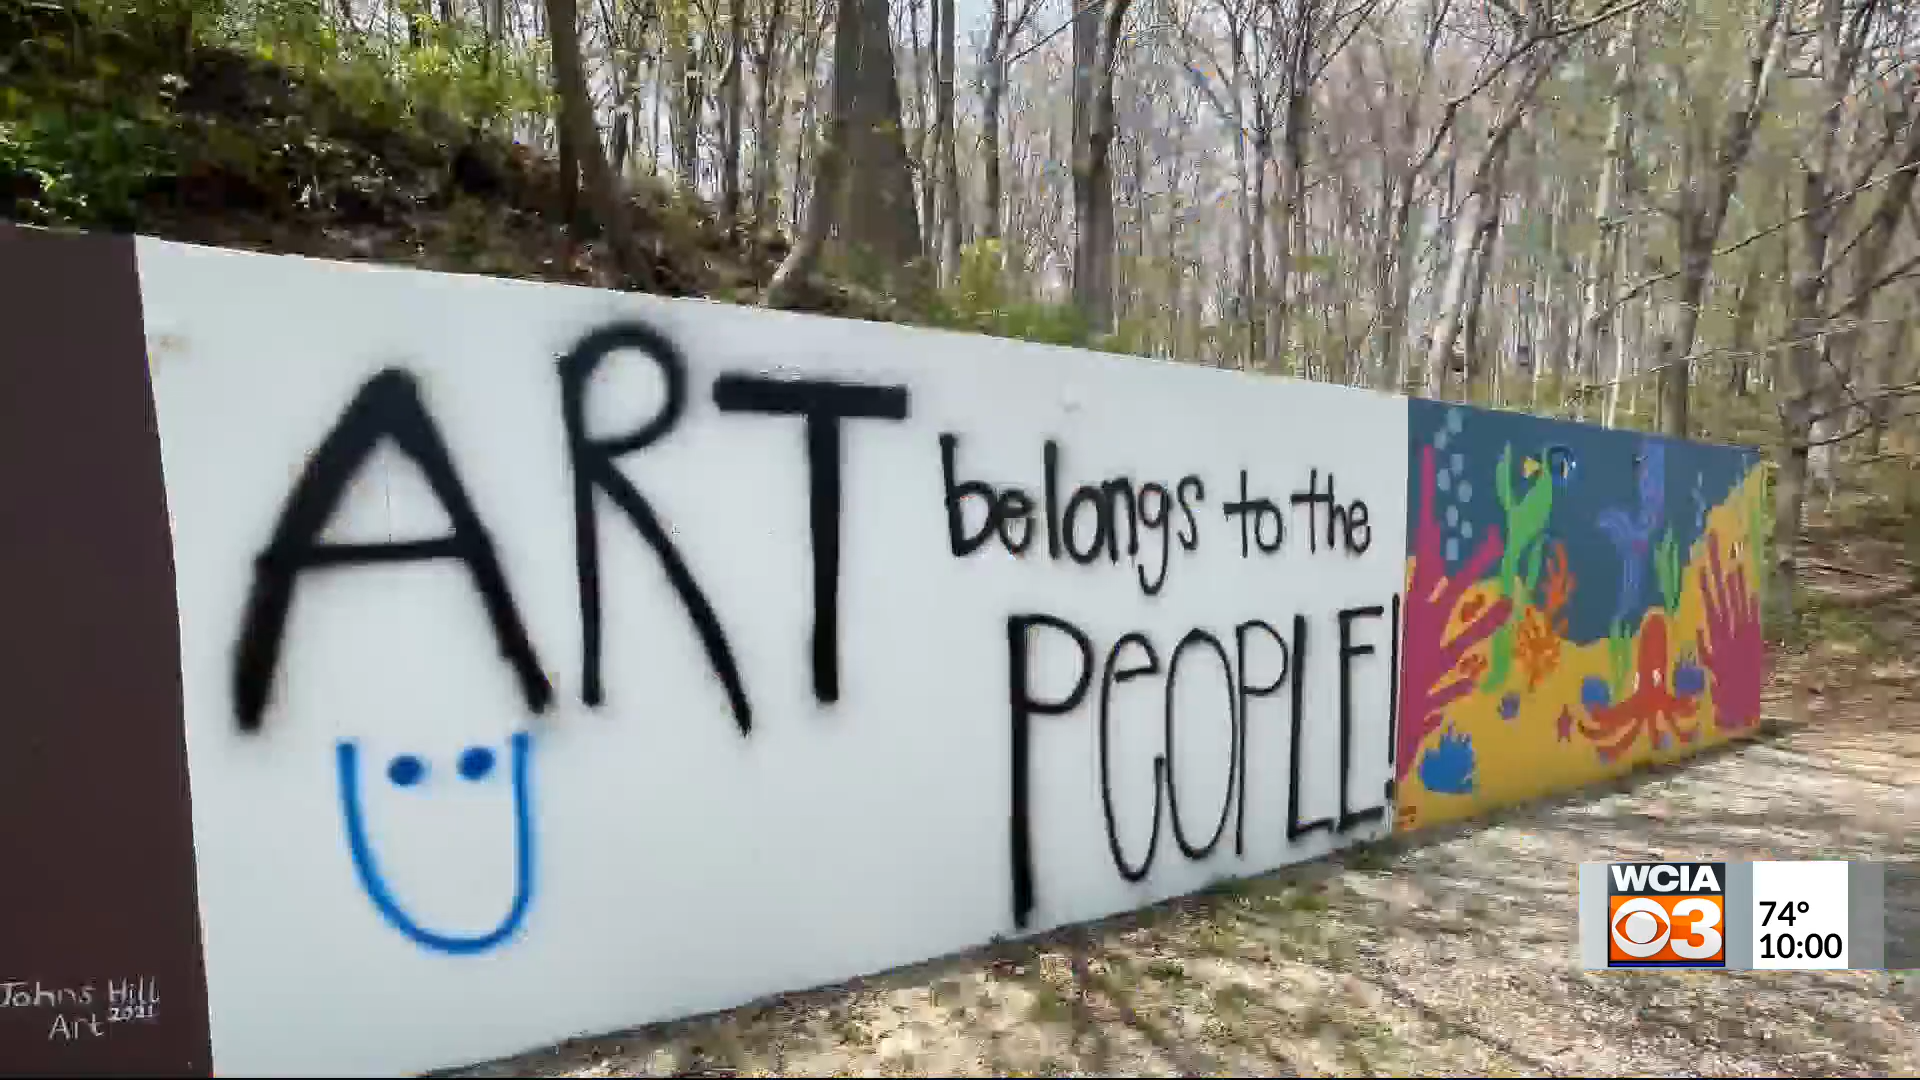 ART belongs to the
PEOPLE!
Johns Hill
Art 2021
WCIA
3
74°
10:00